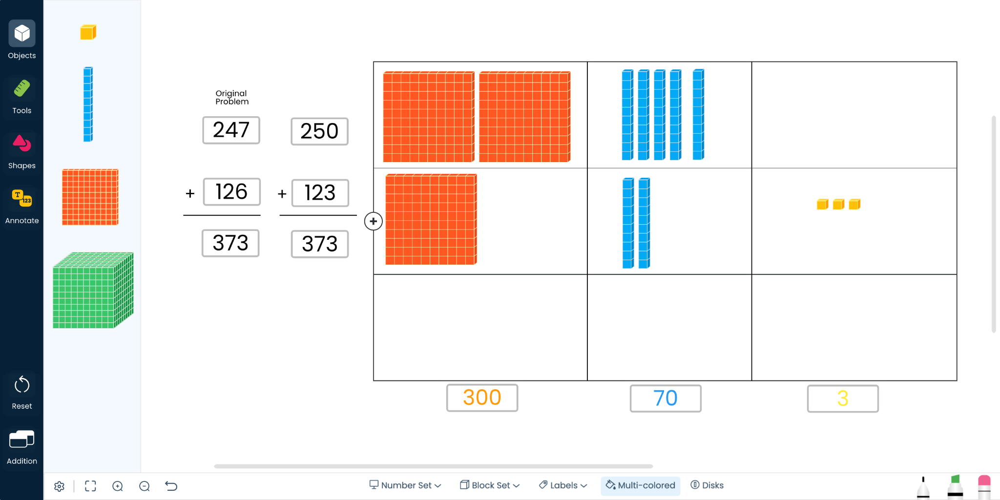 Objects
Tools
Shapes
T
123
Annotate
Reset
Addition
Original
Problem
247
250
+ 126
+ 123
373
373
+
300
70
3
Number Set
Block Set
Labels
Multi-colored
Disks